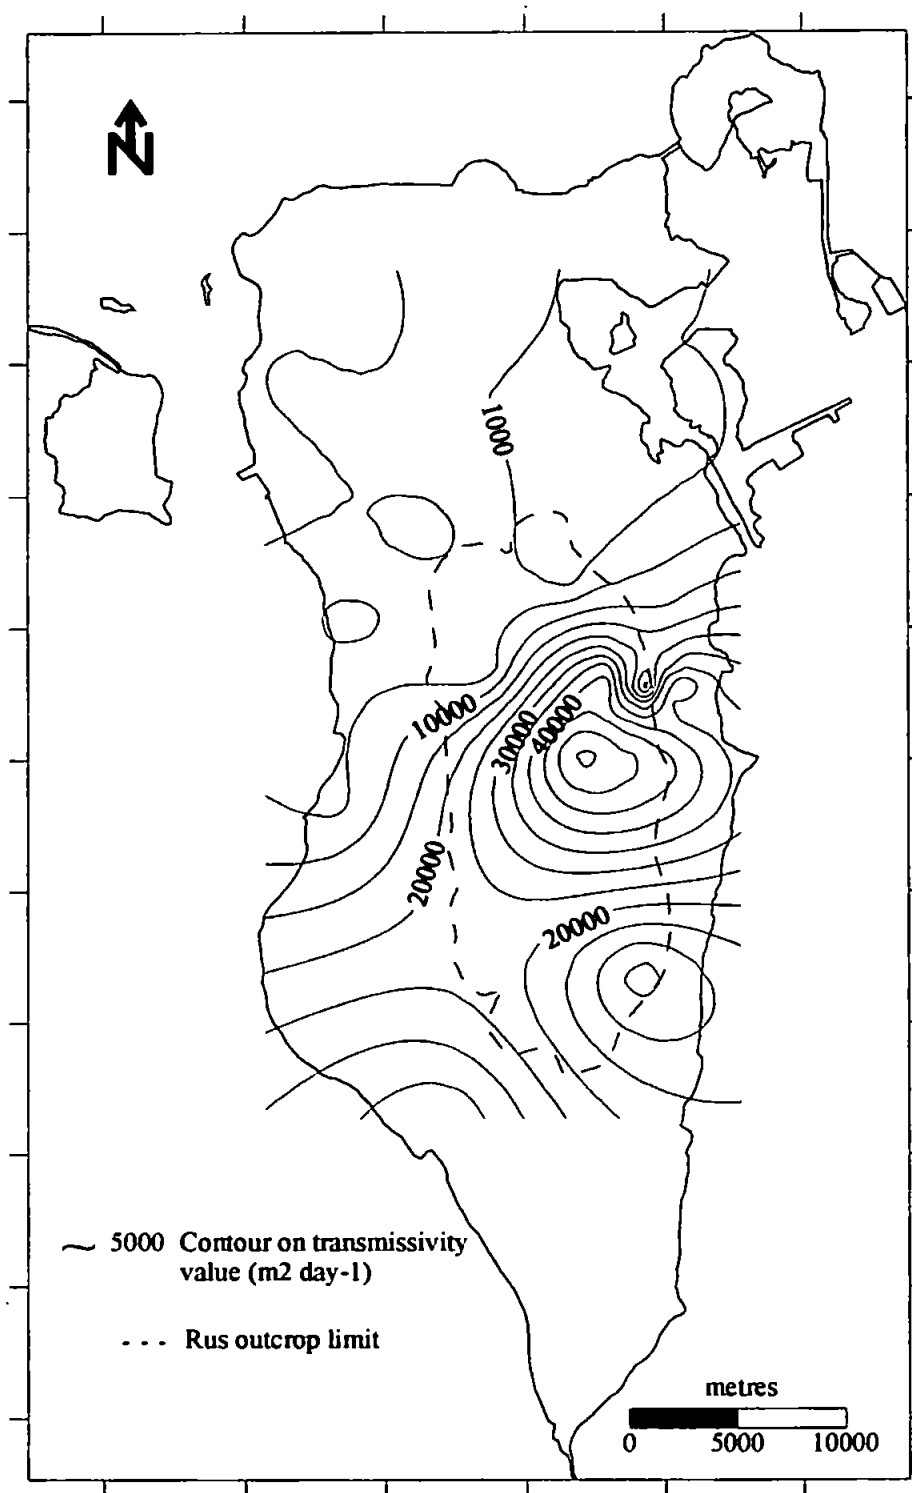 N
1000
10000
30000
40000
20000
20000
5000 Contour on transmissivity
value (m2 day-1)
Rus outcrop limit
metres
0 5000 10000